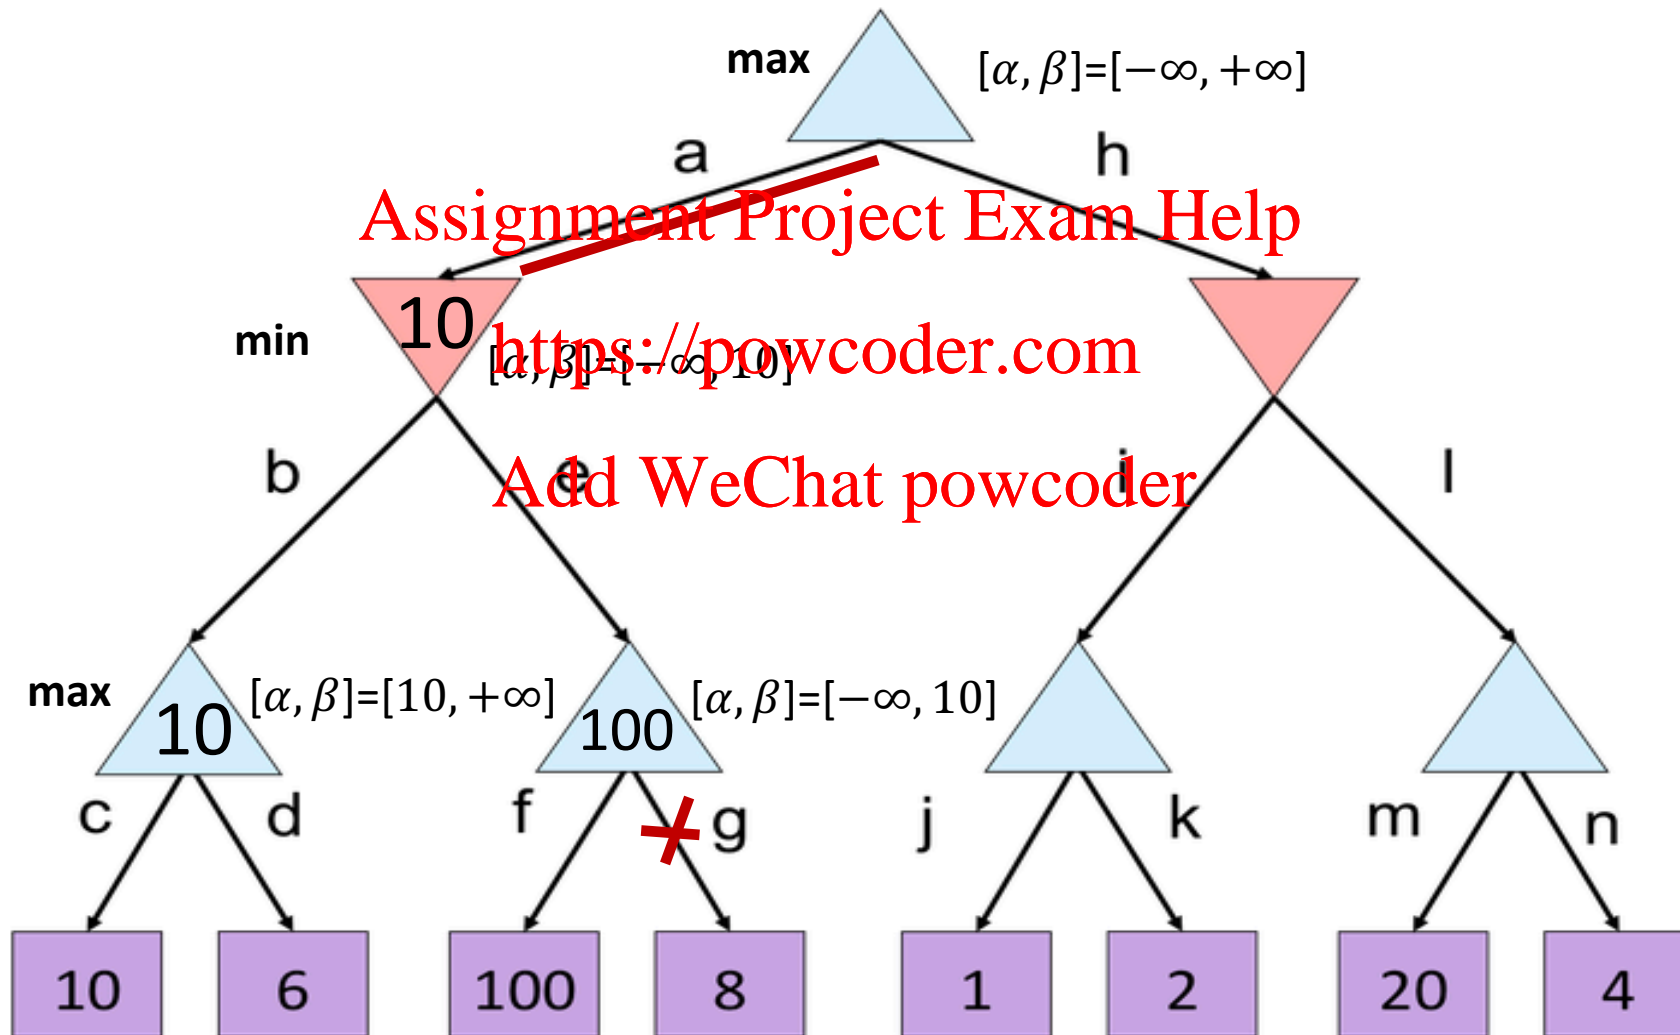 max [α, β]=[−∞, +∞]
a h
Assignment Project Exam Help
10
min
[α, β]=[−∞, 10]
https://powcoder.com
b e i l
Add WeChat powcoder
max 10 [α, β]=[10, +∞] 100 [α, β]=[−∞, 10]
c d f g j k m n
10 6 100 8 1 2 20 4